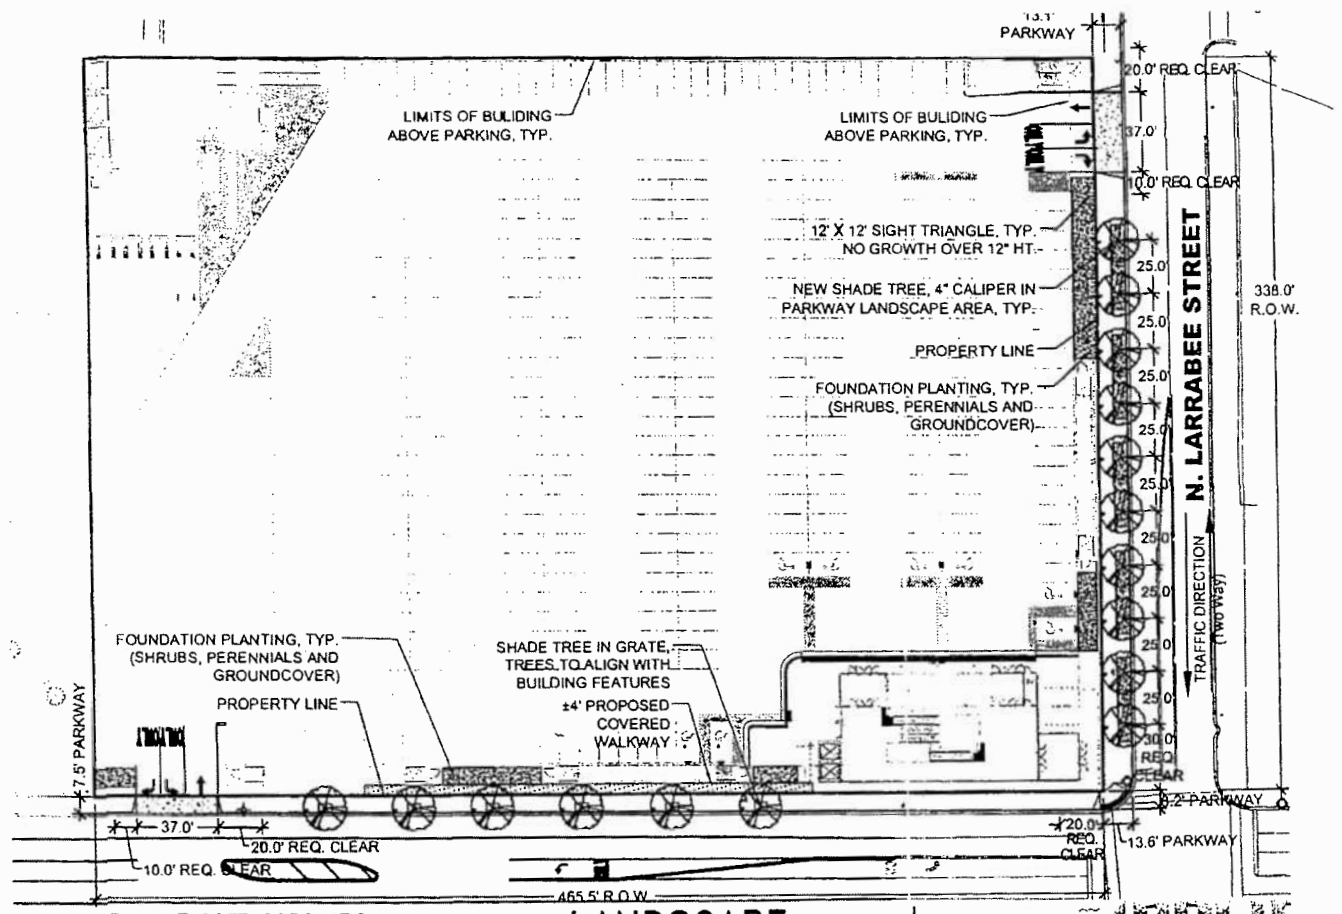 13.1'
PARKWAY
20.0' REQ. CLEAR
LIMITS OF BULIDING
ABOVE PARKING, TYP.
LIMITS OF BULIDING
ABOVE PARKING, TYP.
37.0'
10.0' REQ. CLEAR
12' X 12' SIGHT TRIANGLE, TYP.
NO GROWTH OVER 12" HT.
25.0'
NEW SHADE TREE, 4" CALIPER IN
PARKWAY LANDSCAPE AREA, TYP.
338.0'
R.O.W.
25.0'
PROPERTY LINE
25.0'
FOUNDATION PLANTING, TYP.
(SHRUBS, PERENNIALS AND
GROUNDCOVER)
25.0'
N. LARRABEE STREET
25.0'
25.0'
25.0'
25.0'
25.0'
TRAFFIC DIRECTION
(Two Way)
30.0'
REQ.
CLEAR
FOUNDATION PLANTING, TYP.
(SHRUBS, PERENNIALS AND
GROUNDCOVER)
SHADE TREE IN GRATE,
TREES TO ALIGN WITH
BUILDING FEATURES
PROPERTY LINE
±4' PROPOSED
COVERED
WALKWAY
7.5' PARKWAY
PARKWAY
37.0'
20.0' REQ. CLEAR
10.0' REQ. CLEAR
20.0'
REQ.
CLEAR
13.6' PARKWAY
465.5' R.O.W.
LANDSCAPE